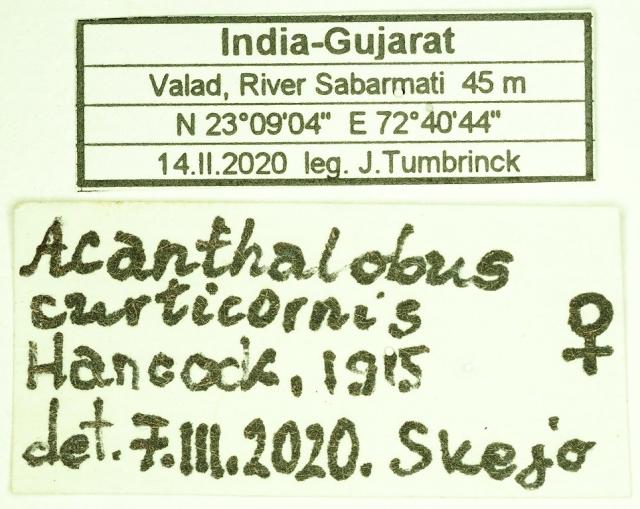 India-Gujarat
Valad, River Sabarmati 45 m
N 23°09'04" E 72°40'44"
14.II.2020 leg. J.Tumbrinck
Acanthalobus
curticornis ♀
Hancock, 1915
det. 7.III.2020. Skejo